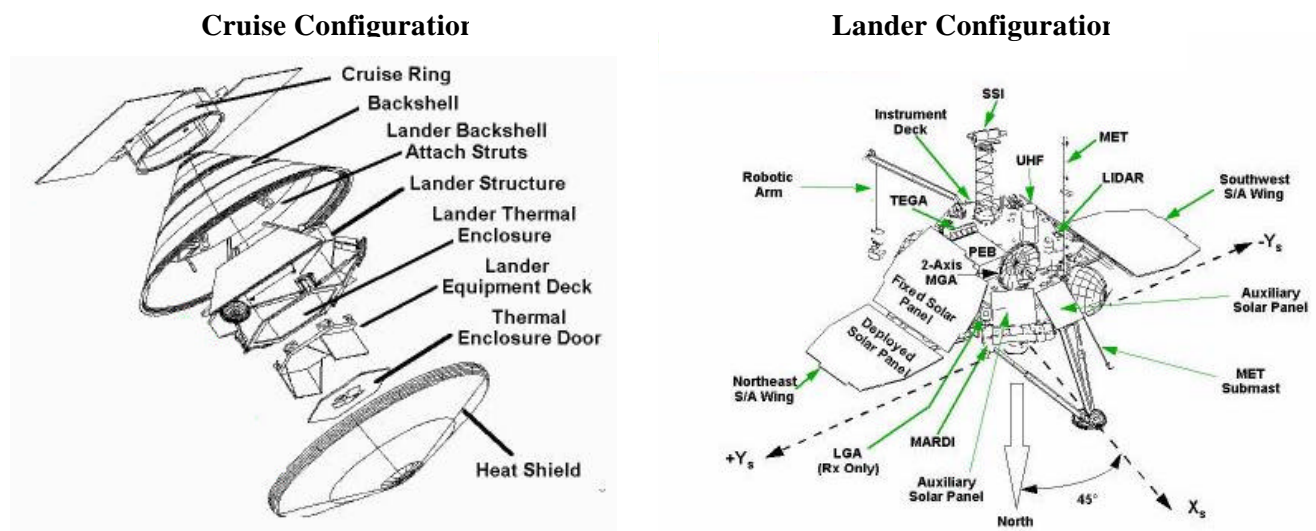 Cruise Configuration
Cruise Ring
Backshell
Lander Backshell
Attach Struts
Lander Structure
Lander Thermal
Enclosure
Lander
Equipment Deck
Thermal
Enclosure Door
Heat Shield
Lander Configuration
SSI
Instrument
Deck
MET
UHF
Robotic
Arm
LIDAR
Southwest
S/A Wing
TEGA
PEB
-Ys
2-Axis
MGA
Fixed Solar
Panel
Auxiliary
Solar Panel
Deployed
Solar Panel
Northeast
S/A Wing
MET
Submast
+Ys
MARDI
LGA
(Rx Only)
Auxiliary
Solar Panel
45°
Xs
North